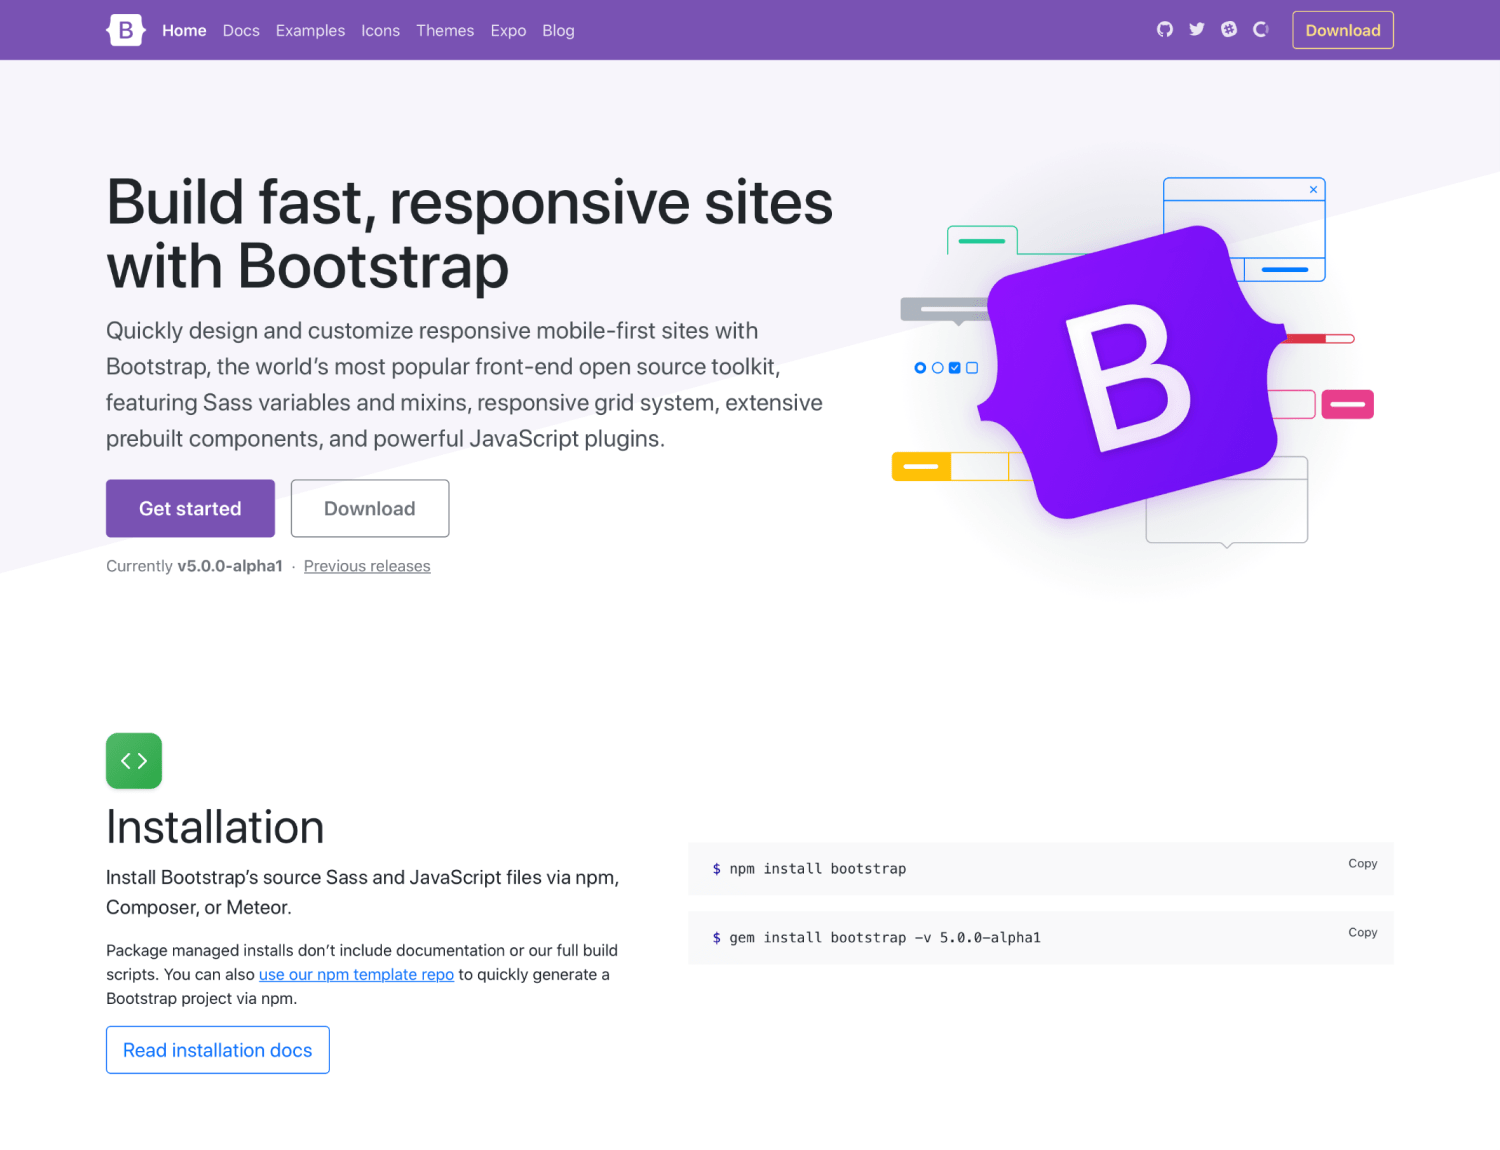 B Home Docs Examples Icons Themes Expo Blog Download
Build fast, responsive sites
with Bootstrap
Quickly design and customize responsive mobile-first sites with
Bootstrap, the world’s most popular front-end open source toolkit,
featuring Sass variables and mixins, responsive grid system, extensive
prebuilt components, and powerful JavaScript plugins.
Get started Download
Currently v5.0.0-alpha1 · Previous releases
B
Installation
Install Bootstrap’s source Sass and JavaScript files via npm,
Composer, or Meteor.
Package managed installs don’t include documentation or our full build
scripts. You can also use our npm template repo to quickly generate a
Bootstrap project via npm.
Read installation docs
$ npm install bootstrap Copy
$ gem install bootstrap -v 5.0.0-alpha1 Copy